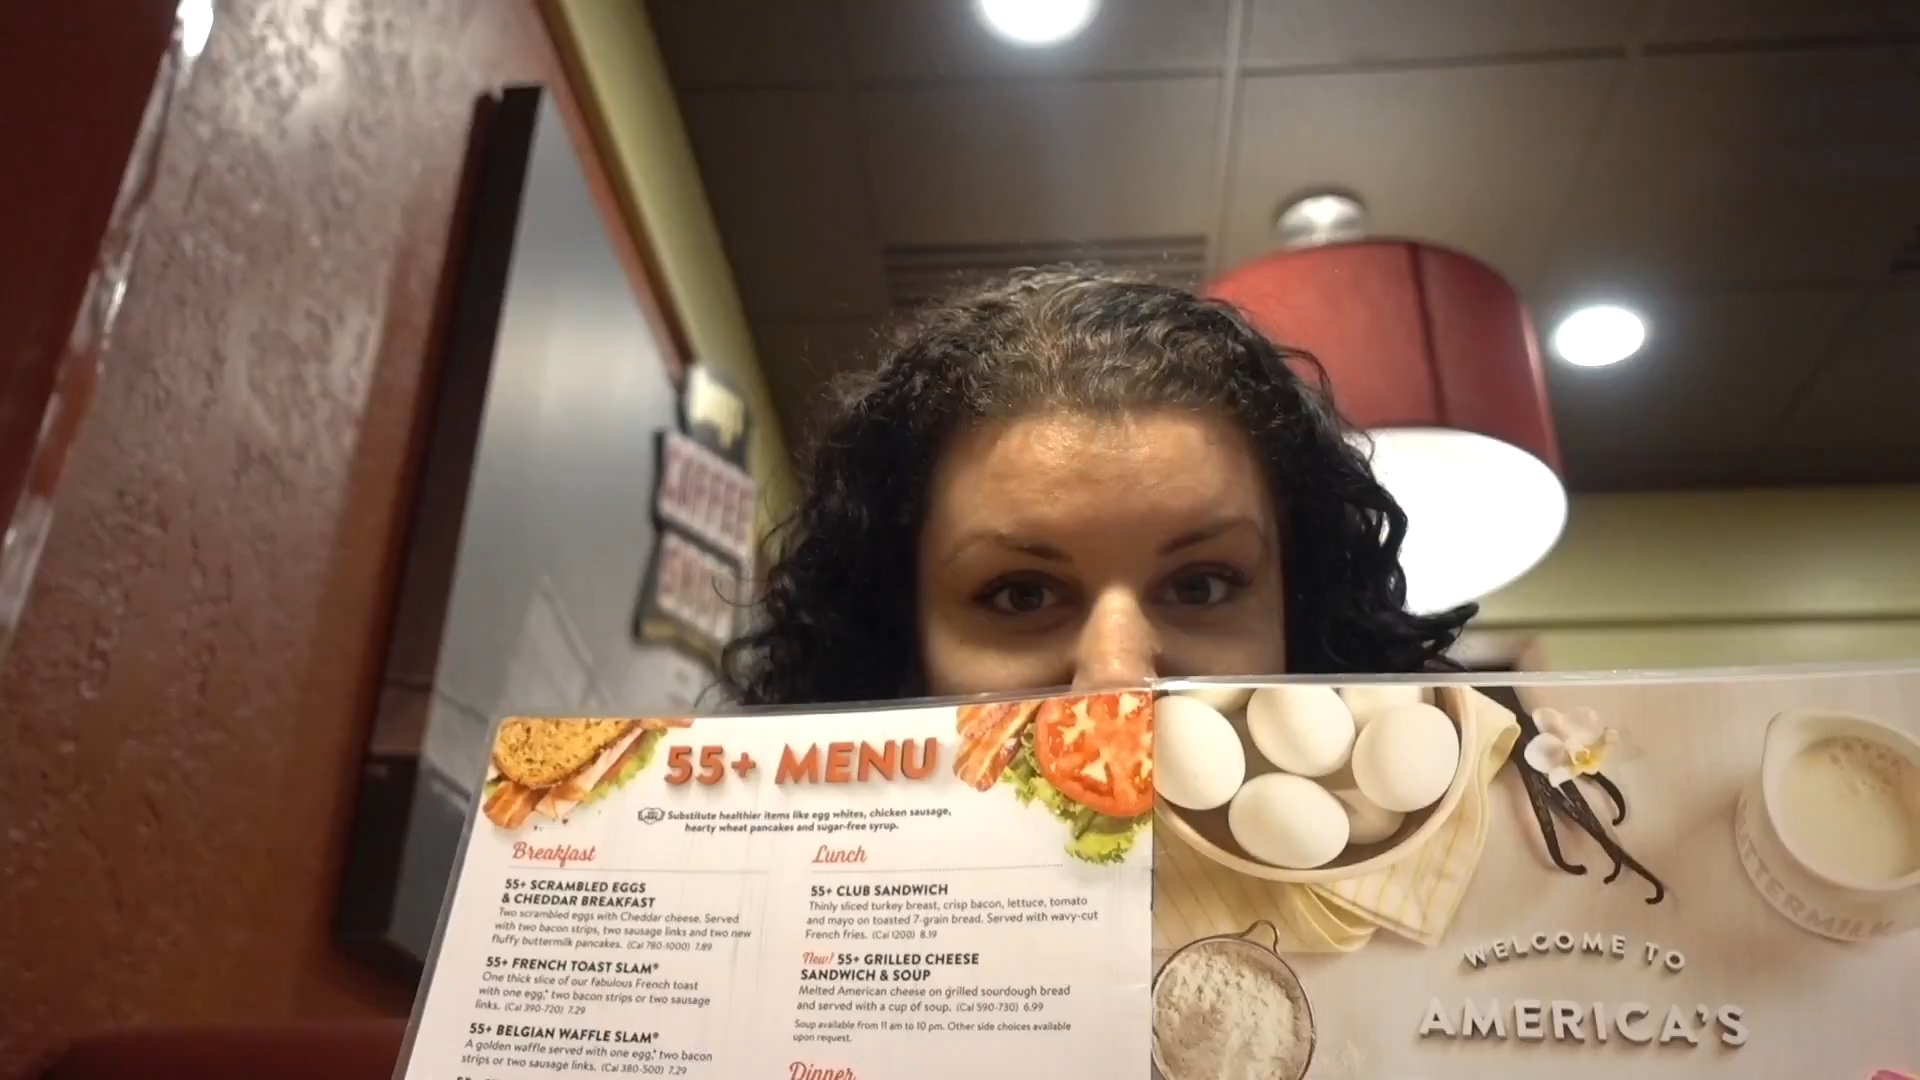 COFFEE
55+ MENU
Substitute healthier items like egg whites, chicken sausage,
hearty wheat pancakes and sugar-free syrup.
Breakfast
55+ SCRAMBLED EGGS
& CHEDDAR BREAKFAST
Two scrambled eggs with Cheddar cheese. Served
with two bacon strips, two sausage links and two new
fluffy buttermilk pancakes. (Cal 780-1000) 7.89
55+ FRENCH TOAST SLAM®
One thick slice of our fabulous French toast
with one egg,* two bacon strips or two sausage
links. (Cal 390-720) 7.29
55+ BELGIAN WAFFLE SLAM®
A golden waffle served with one egg,* two bacon
strips or two sausage links. (Cal 380-500) 7.29
Lunch
55+ CLUB SANDWICH
Thinly sliced turkey breast, crisp bacon, lettuce, tomato
and mayo on toasted 7-grain bread. Served with wavy-cut
French fries. (Cal 1200) 8.19
New! 55+ GRILLED CHEESE
SANDWICH & SOUP
Melted American cheese on grilled sourdough bread
and served with a cup of soup. (Cal 590-730) 6.99
Soup available from 11 am to 10 pm. Other side choices available
upon request.
Dinner
WELCOME TO
AMERICA'S